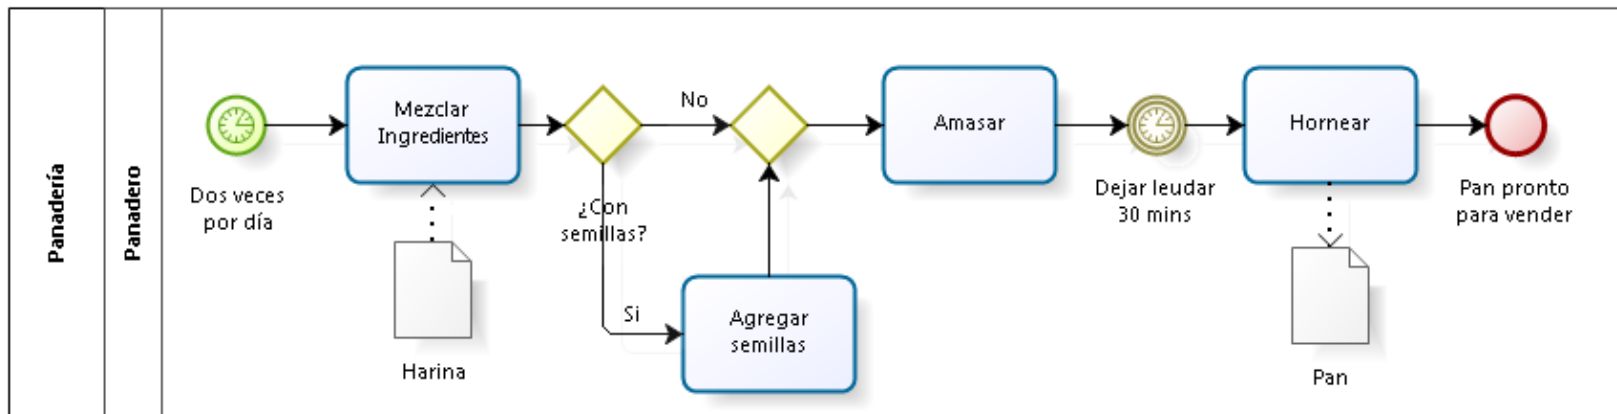 Panadería
Panadero
Dos veces
por día
Mezclar
Ingredientes
Harina
¿Con
semillas?
No
Si
Agregar
semillas
Amasar
Dejar leudar
30 mins
Hornear
Pan
Pan pronto
para vender